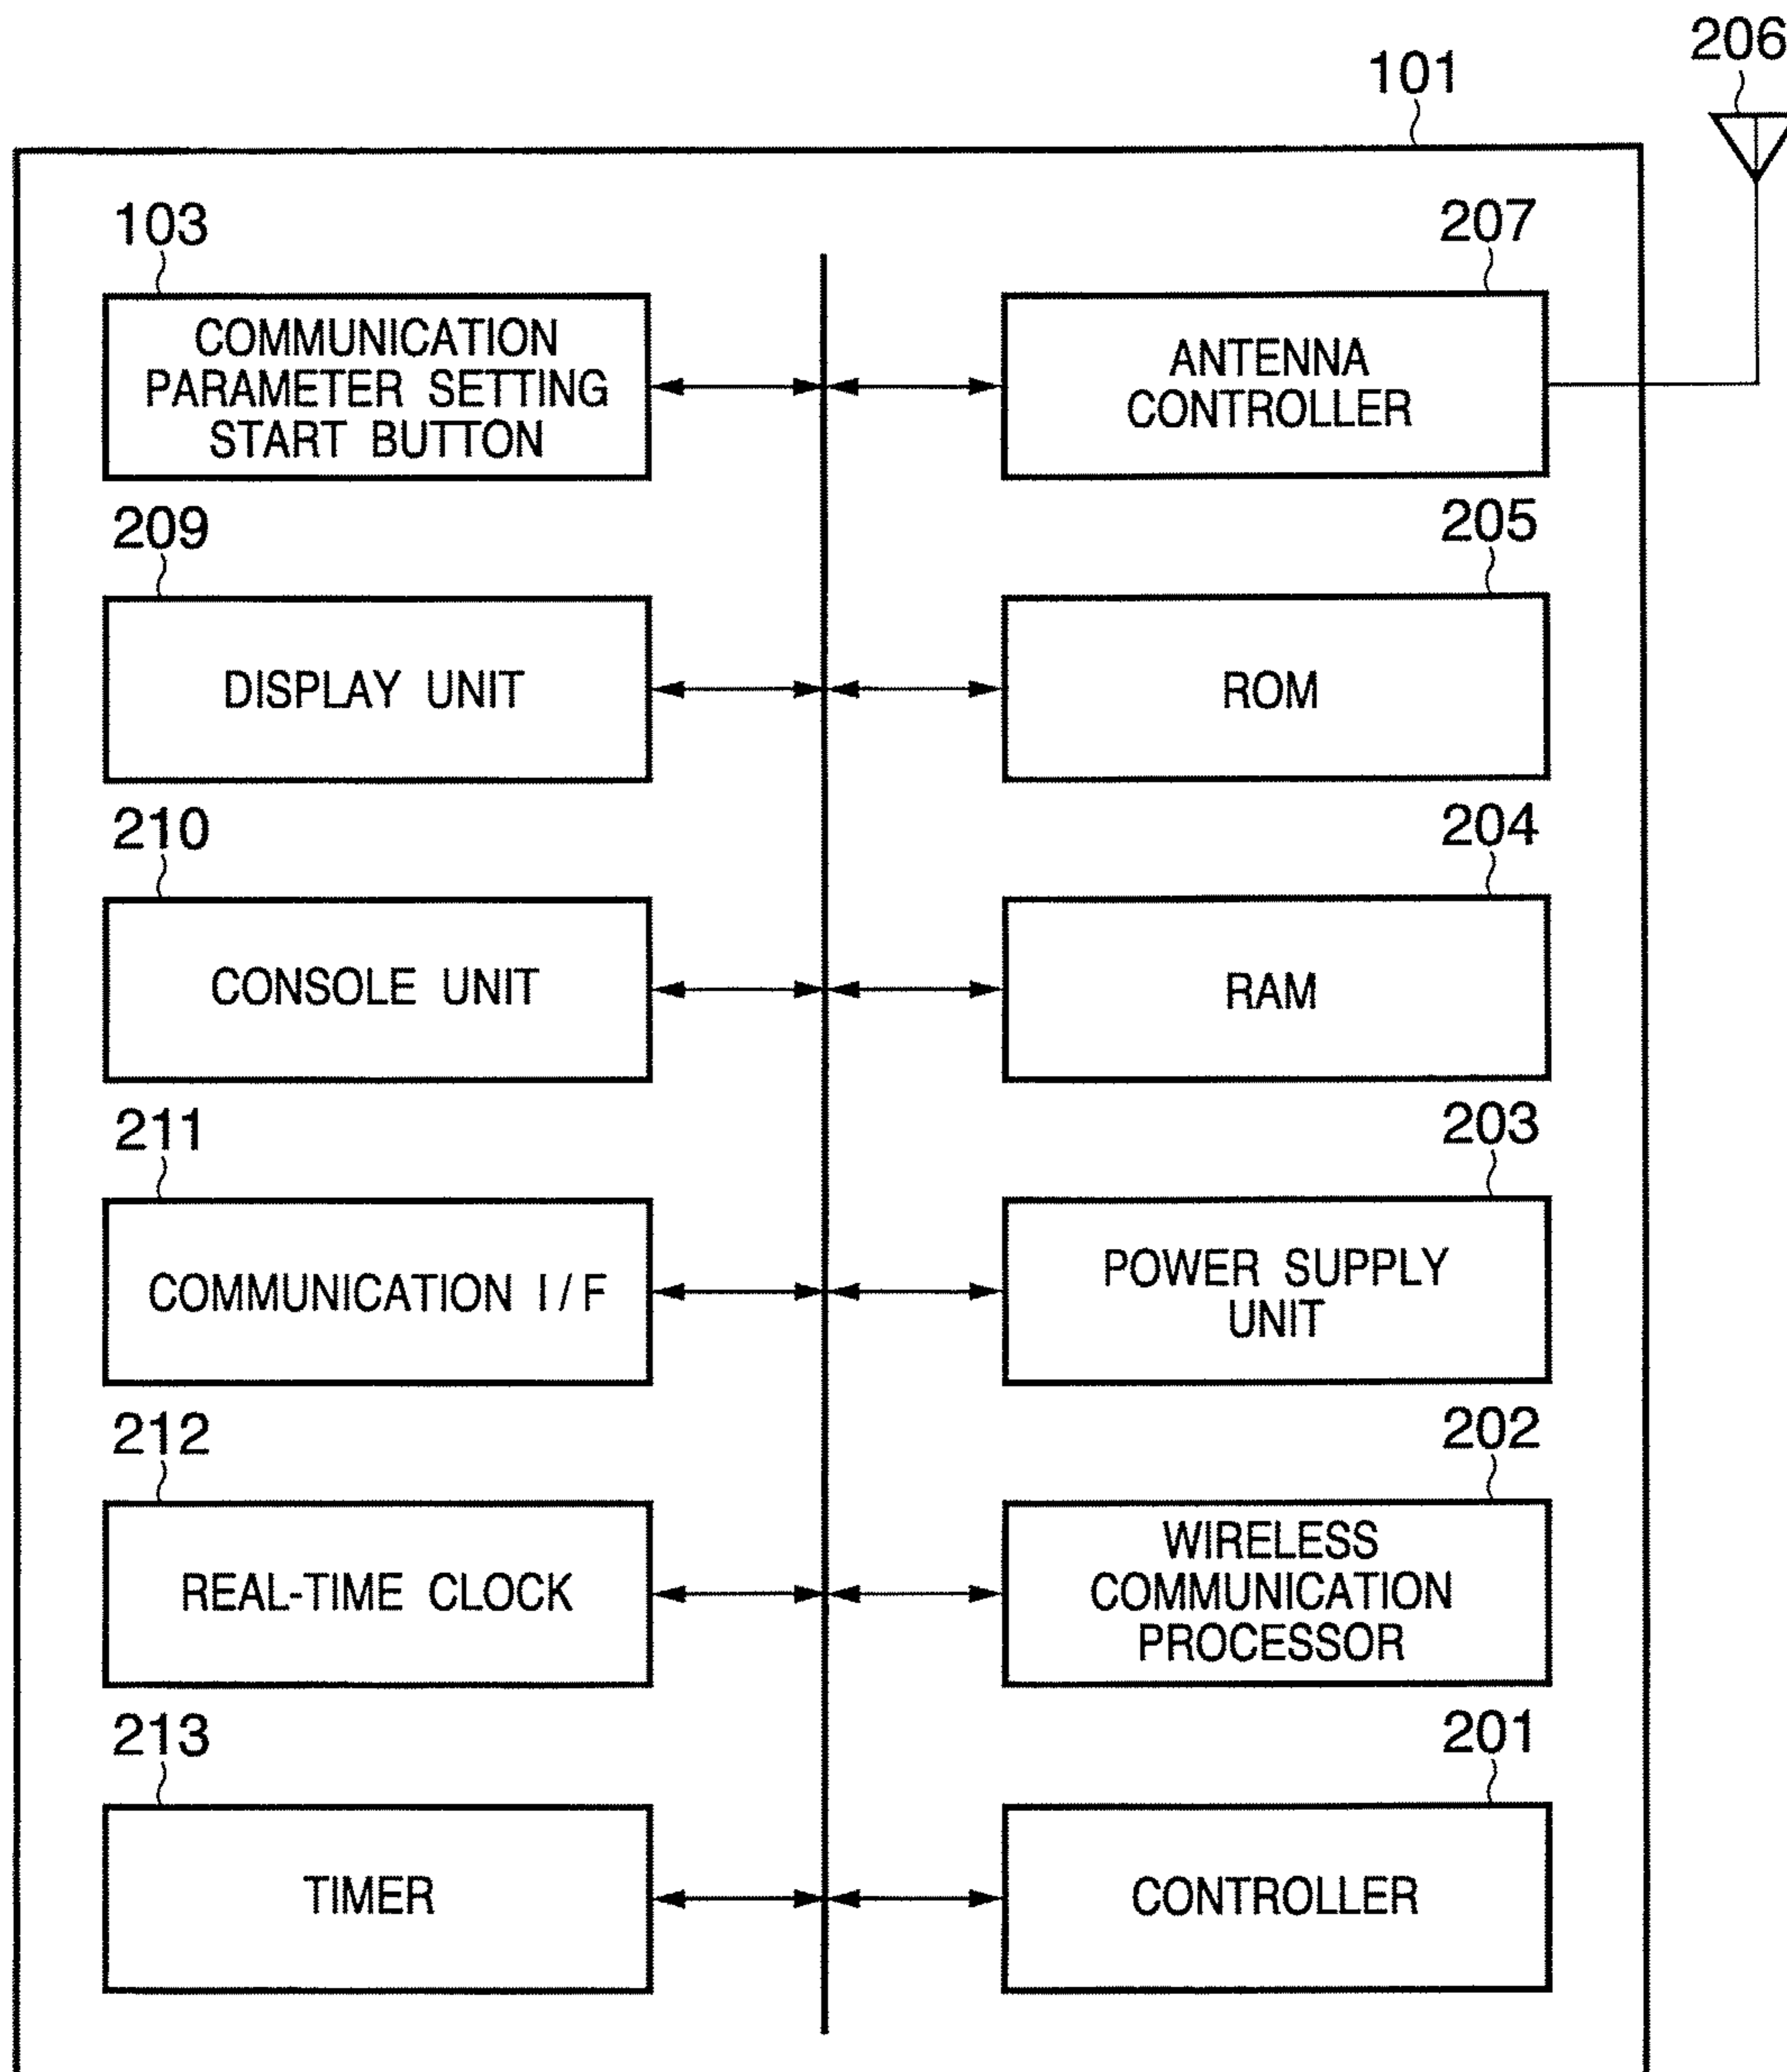 206
101
103
COMMUNICATION
PARAMETER SETTING
START BUTTON
207
ANTENNA
CONTROLLER
209
DISPLAY UNIT
205
ROM
210
CONSOLE UNIT
204
RAM
211
COMMUNICATION I/F
203
POWER SUPPLY
UNIT
212
REAL-TIME CLOCK
202
WIRELESS
COMMUNICATION
PROCESSOR
213
TIMER
201
CONTROLLER